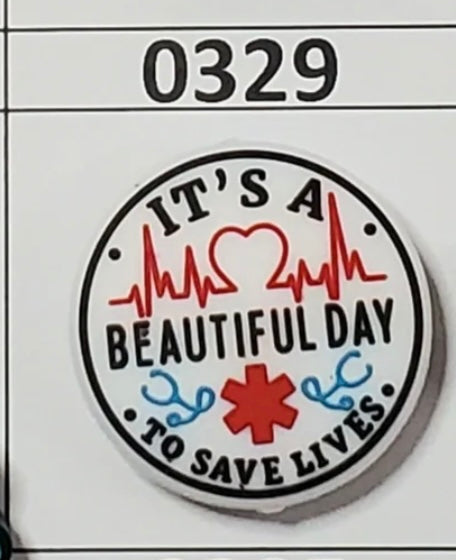 0329
IT'S A
BEAUTIFUL DAY
TO SAVE LIVES